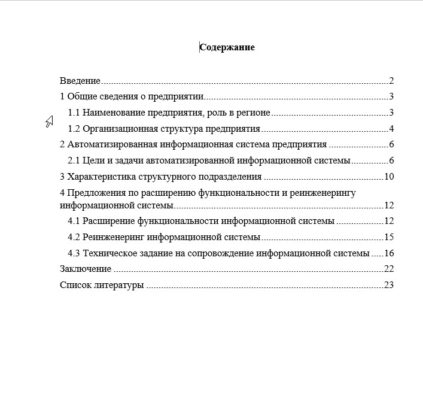 Содержание
Введение 2
1 Общие сведения о предприятии 3
1.1 Наименование предприятия, роль в регионе 3
1.2 Организационная структура предприятия 4
2 Автоматизированная информационная система предприятия 6
2.1 Цели и задачи автоматизированной информационной системы 6
3 Характеристика структурного подразделения 10
4 Предложения по расширению функциональности и реинженерингу
информационной системы 12
4.1 Расширение функциональности информационной системы 12
4.2 Реинженеринг информационной системы 15
4.3 Техническое задание на сопровождение информационной системы 16
Заключение 22
Список литературы 23